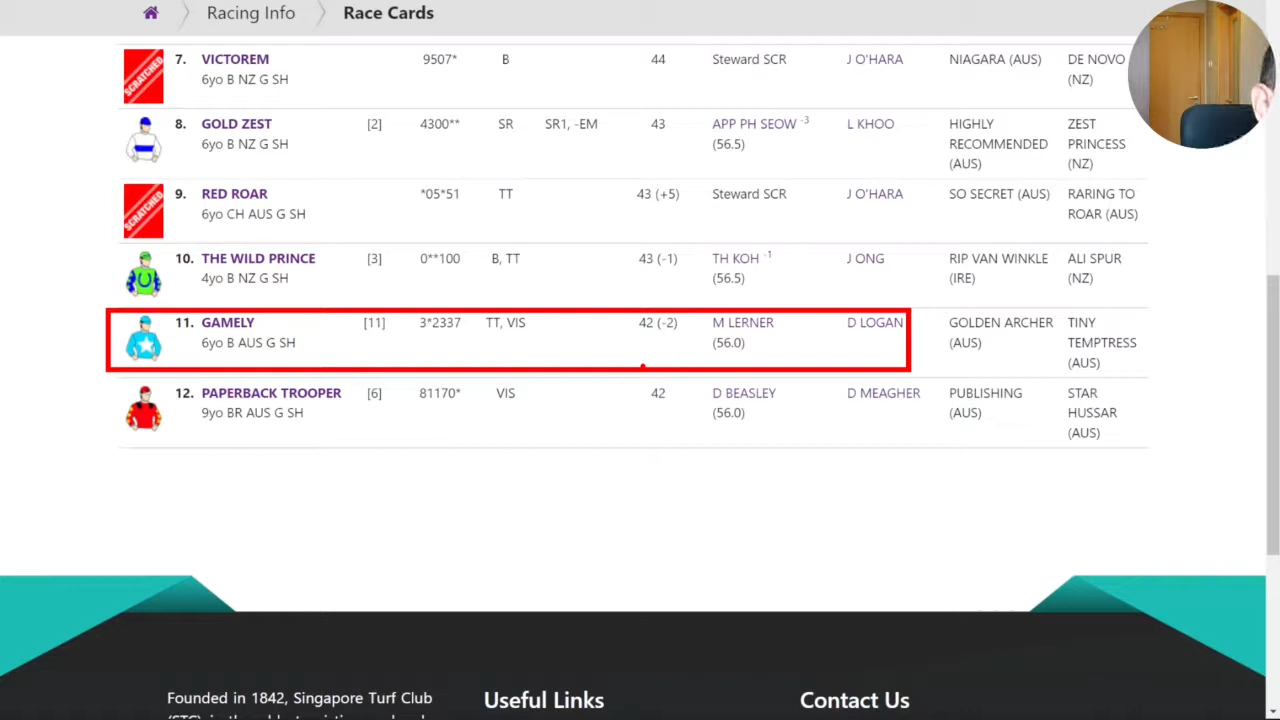 Racing Info Race Cards
SCRATCHED 7. VICTOREM 9507* B 44 Steward SCR J O'HARA NIAGARA (AUS) DE NOVO
6yo B NZ G SH (NZ)
8. GOLD ZEST [2] 4300** SR SR1, -EM 43 APP PH SEOW -3 L KHOO HIGHLY ZEST
6yo B NZ G SH (56.5) RECOMMENDED PRINCESS
(AUS) (NZ)
SCRATCHED 9. RED ROAR *05*51 TT 43 (+5) Steward SCR J O'HARA SO SECRET (AUS) RARING TO
6yo CH AUS G SH ROAR (AUS)
10. THE WILD PRINCE [3] 0**100 B, TT 43 (-1) TH KOH -1 J ONG RIP VAN WINKLE ALI SPUR
4yo B NZ G SH (56.5) (IRE) (NZ)
11. GAMELY [11] 3*2337 TT, VIS 42 (-2) M LERNER D LOGAN GOLDEN ARCHER TINY
6yo B AUS G SH (56.0) (AUS) TEMPTRESS
(AUS)
12. PAPERBACK TROOPER [6] 81170* VIS 42 D BEASLEY D MEAGHER PUBLISHING STAR
9yo BR AUS G SH (56.0) (AUS) HUSSAR
(AUS)
Founded in 1842, Singapore Turf Club Useful Links Contact Us